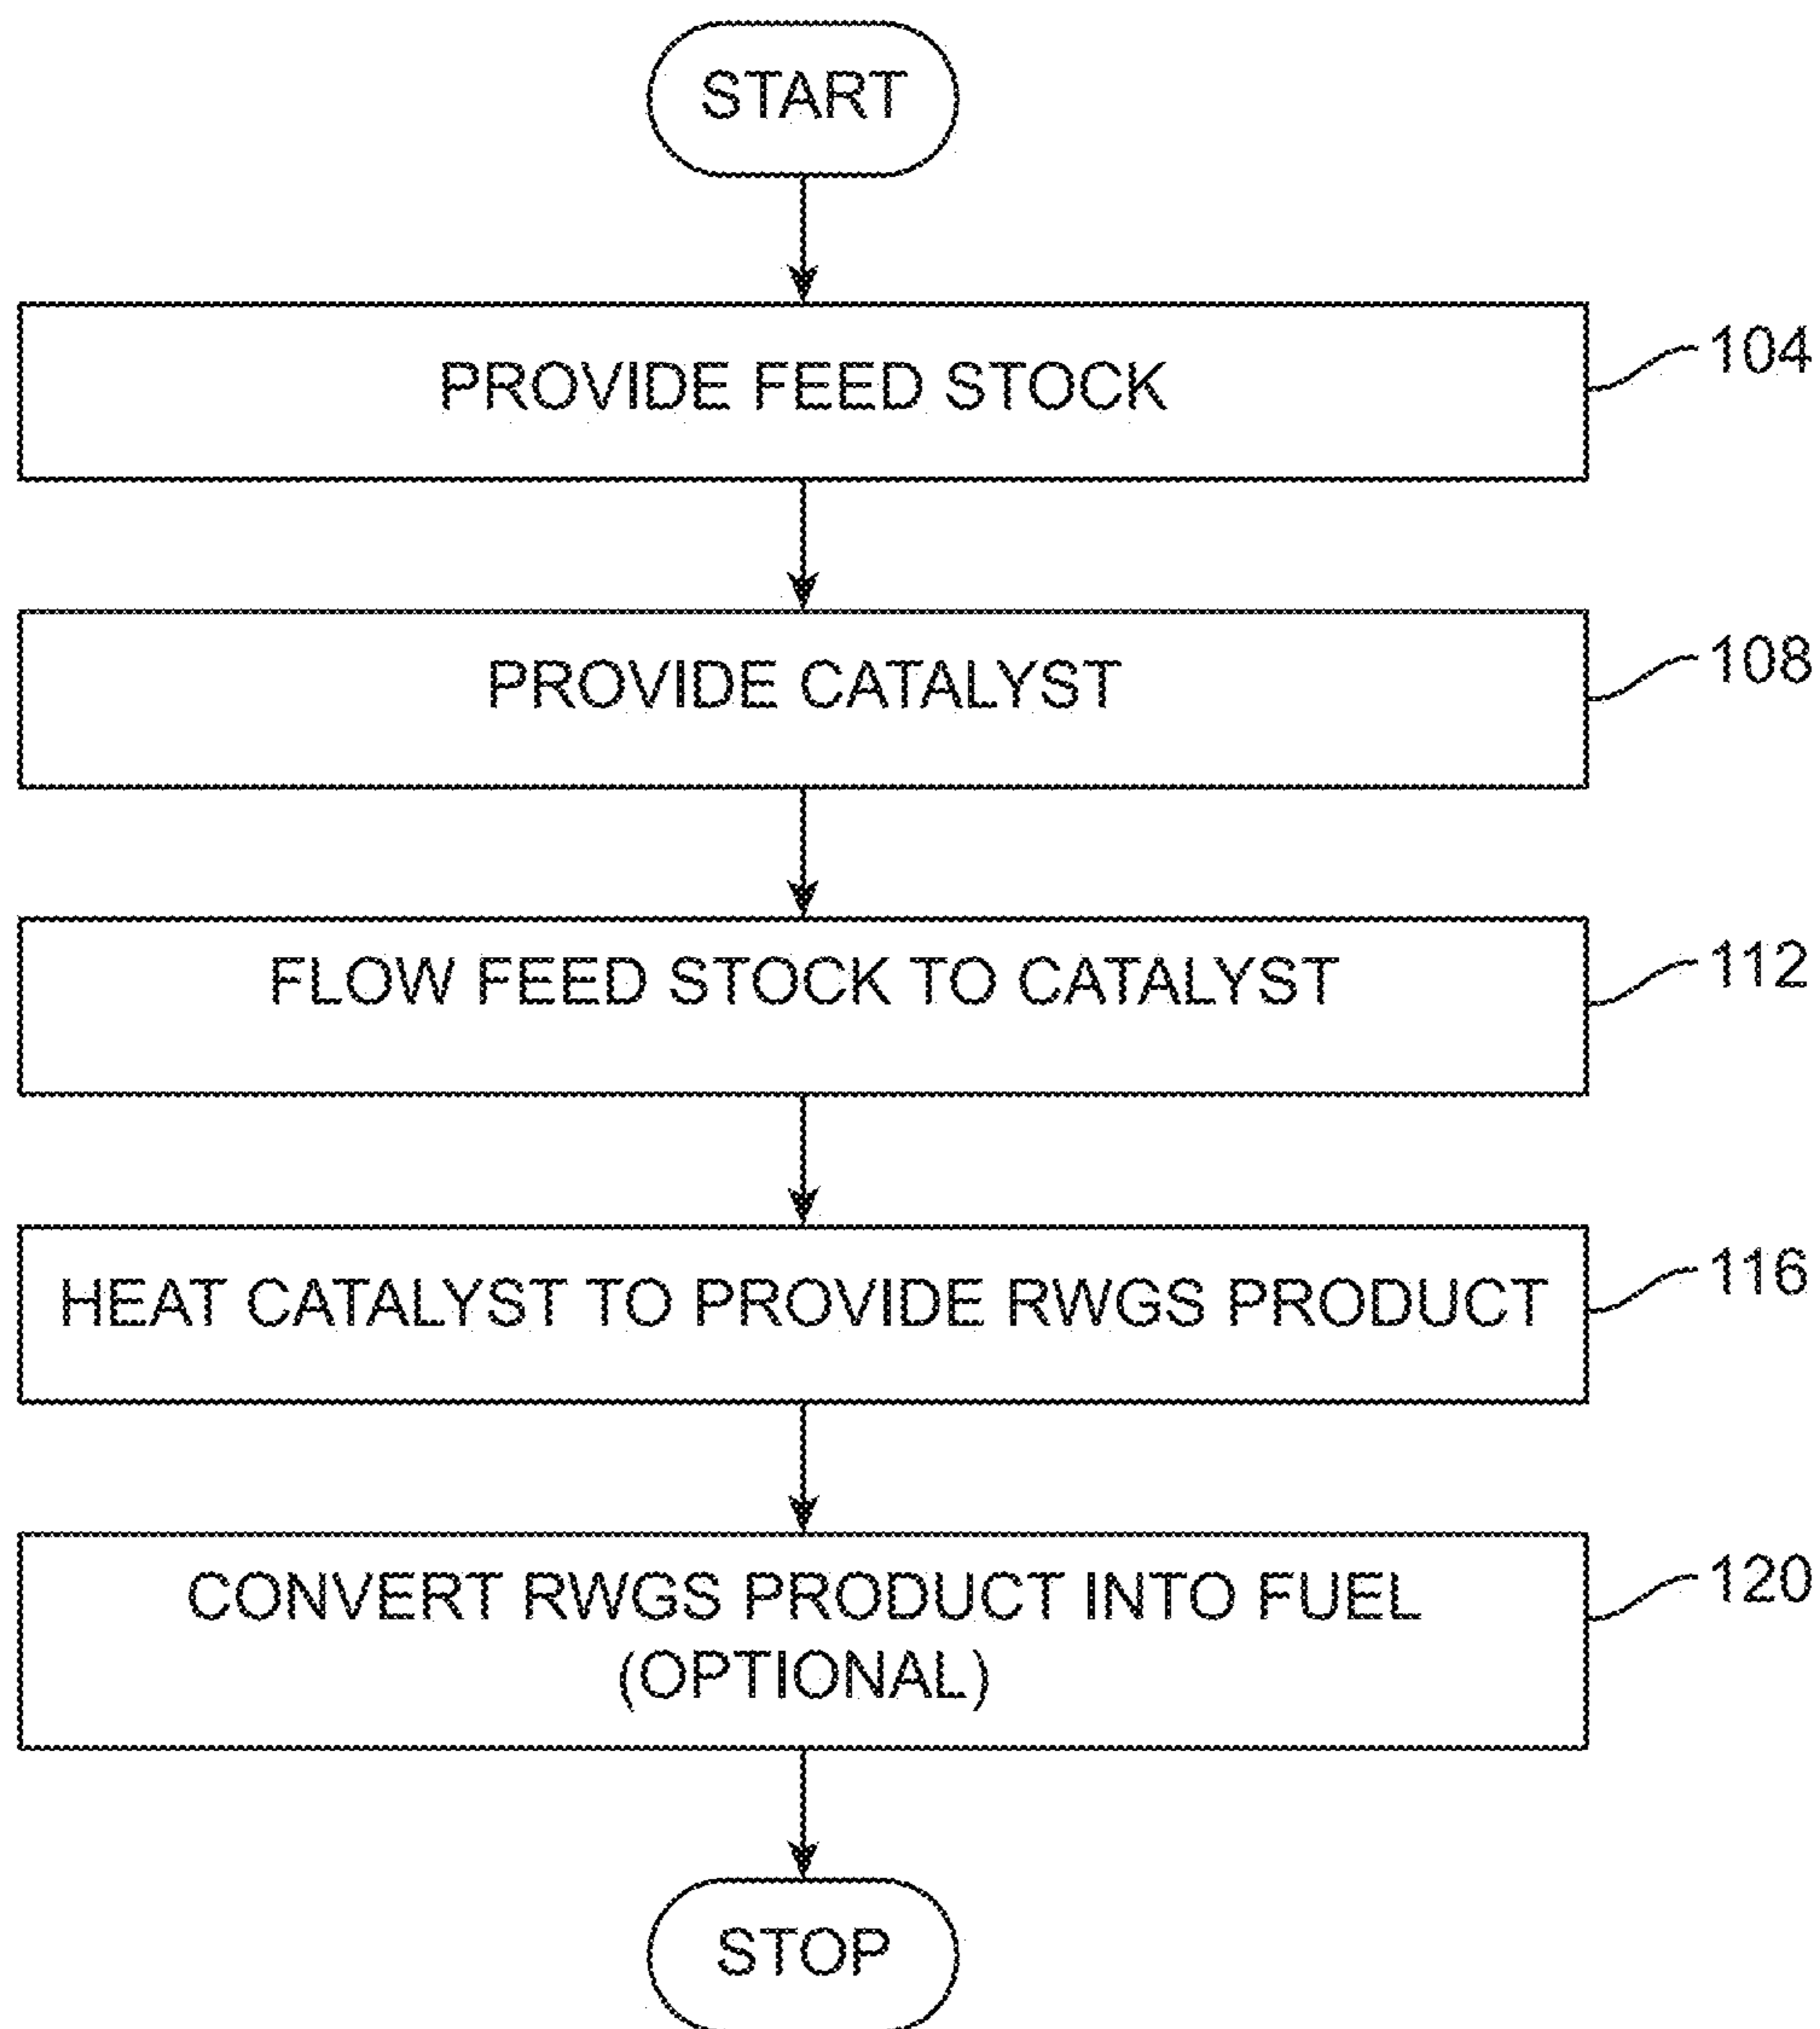 START
PROVIDE FEED STOCK
104
PROVIDE CATALYST
108
FLOW FEED STOCK TO CATALYST
112
HEAT CATALYST TO PROVIDE RWGS PRODUCT
116
CONVERT RWGS PRODUCT INTO FUEL
(OPTIONAL)
120
STOP